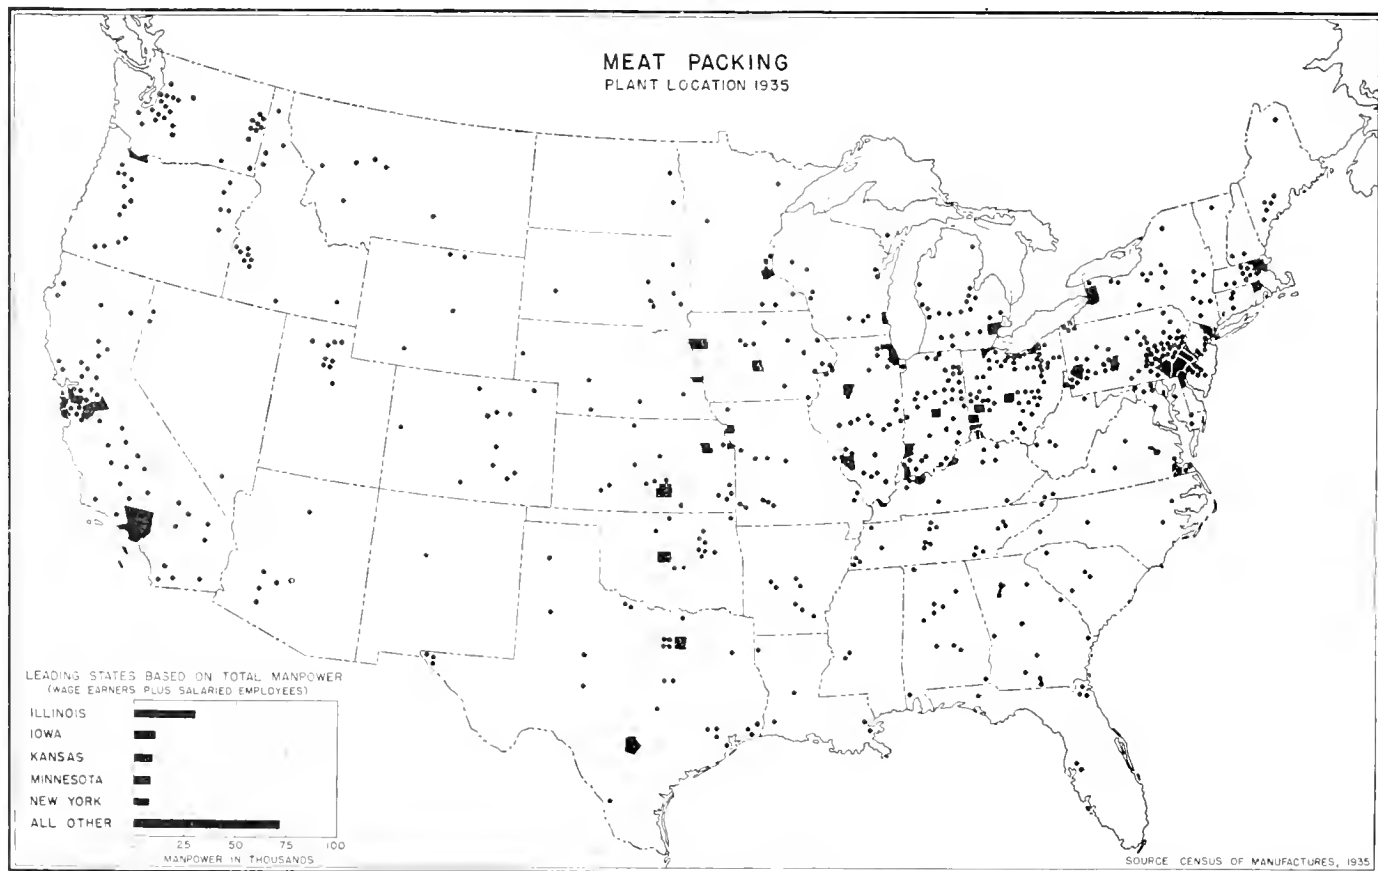 MEAT PACKING
PLANT LOCATION 1935
LEADING STATES BASED ON TOTAL MANPOWER
(WAGE EARNERS PLUS SALARIED EMPLOYEES)
ILLINOIS
IOWA
KANSAS
MINNESOTA
NEW YORK
ALL OTHER
25 50 75 100
MANPOWER IN THOUSANDS
SOURCE CENSUS OF MANUFACTURES, 1935